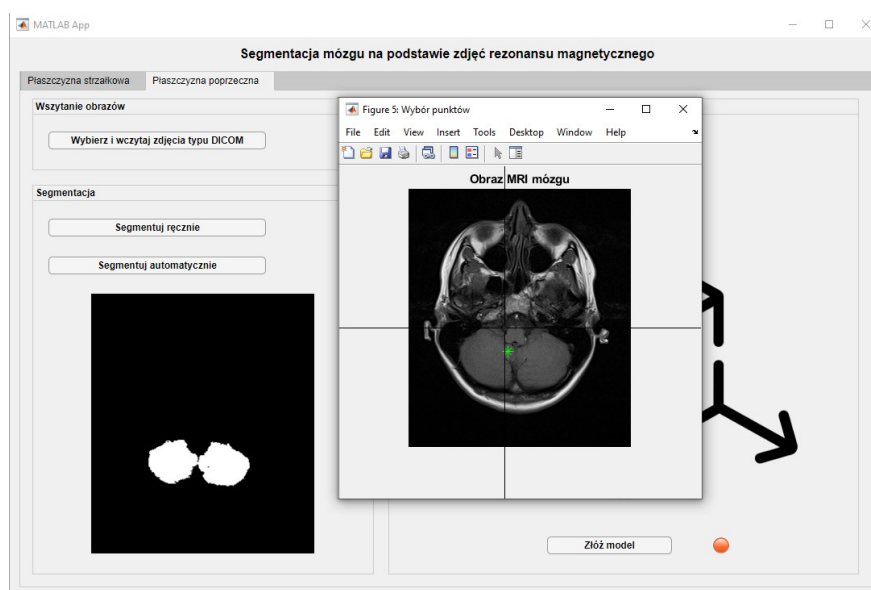 MATLAB App
Segmentacja mózgu na podstawie zdjęć rezonansu magnetycznego
Płaszczyzna strzałkowa Płaszczyzna poprzeczna
Wszytanie obrazów
Wybierz i wczytaj zdjęcia typu DICOM
Segmentacja
Segmentuj ręcznie
Segmentuj automatycznie
Figure 5: Wybór punktów
File Edit View Insert Tools Desktop Window Help
Obraz MRI mózgu
Złóż model